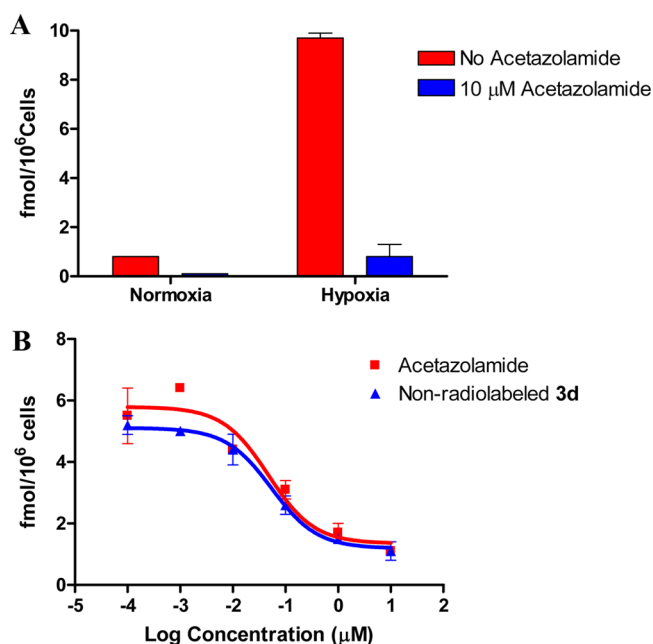 A
10
8
6
4
2
0
fmol/10⁶Cells
Normoxia
Hypoxia
No Acetazolamide
10 μM Acetazolamide
B
8
6
4
2
0
fmol/10⁶ cells
-5 -4 -3 -2 -1 0 1 2
Log Concentration (μM)
Acetazolamide
Non-radiolabeled 3d